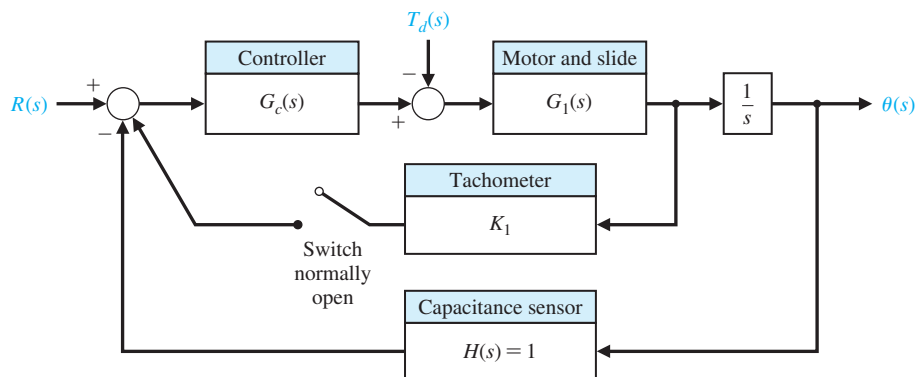 T_d(s)
Controller
Motor and slide
R(s)
+
−
G_c(s)
−
+
G_1(s)
1
s
θ(s)
Tachometer
K_1
Switch
normally
open
Capacitance sensor
H(s) = 1